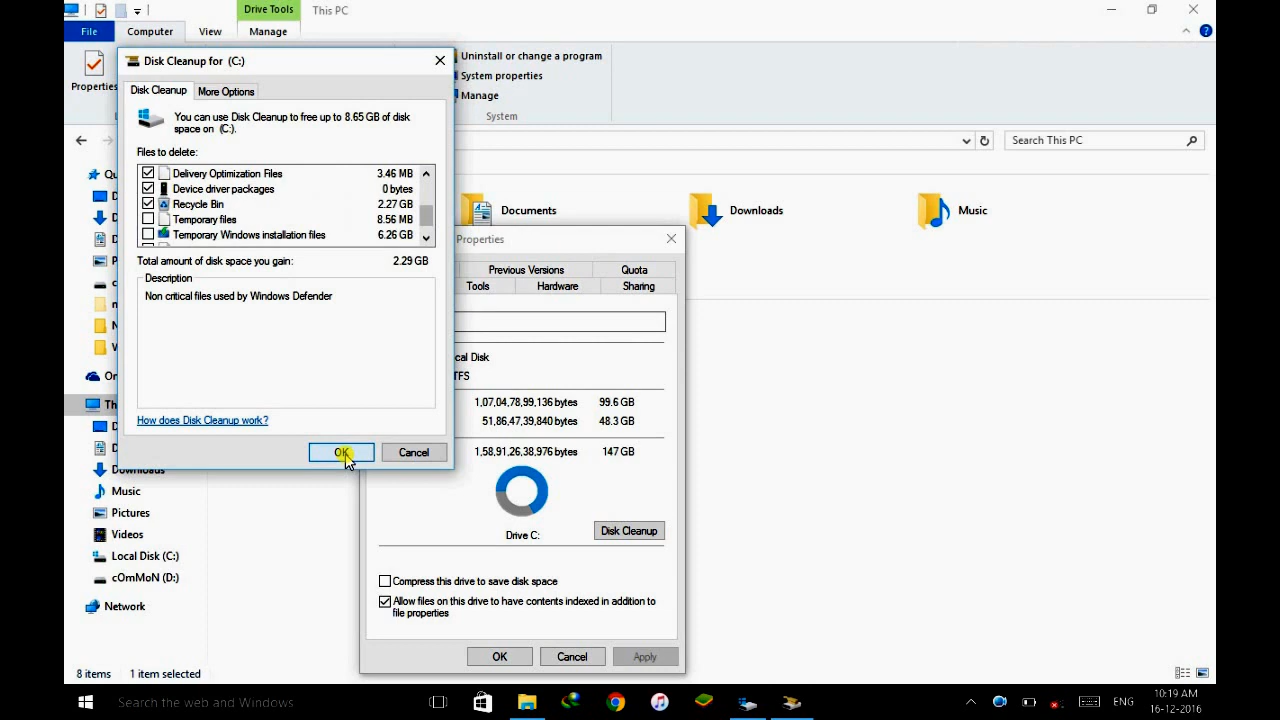 Drive Tools
This PC
File
Computer
View
Manage
Properties
Uninstall or change a program
System properties
Manage
System
Disk Cleanup for (C:)
Disk Cleanup
More Options
You can use Disk Cleanup to free up to 8.65 GB of disk
space on (C:).
Files to delete:
Delivery Optimization Files 3.46 MB
Device driver packages 0 bytes
Recycle Bin 2.27 GB
Temporary files 8.56 MB
Temporary Windows installation files 6.26 GB
Total amount of disk space you gain: 2.29 GB
Description
Non critical files used by Windows Defender
How does Disk Cleanup work?
OK
Cancel
Search This PC
Documents
Downloads
Music
Properties
Previous Versions
Quota
Tools
Hardware
Sharing
cal Disk
TFS
1,07,04,78,99,136 bytes 99.6 GB
51,86,47,39,840 bytes 48.3 GB
1,58,91,26,38,976 bytes 147 GB
Drive C:
Disk Cleanup
Compress this drive to save disk space
Allow files on this drive to have contents indexed in addition to
file properties
OK
Cancel
Apply
Qu
On
Th
Downloads
Music
Pictures
Videos
Local Disk (C:)
cOmMoN (D:)
Network
8 items
1 item selected
Search the web and Windows
ENG
10:19 AM
16-12-2016